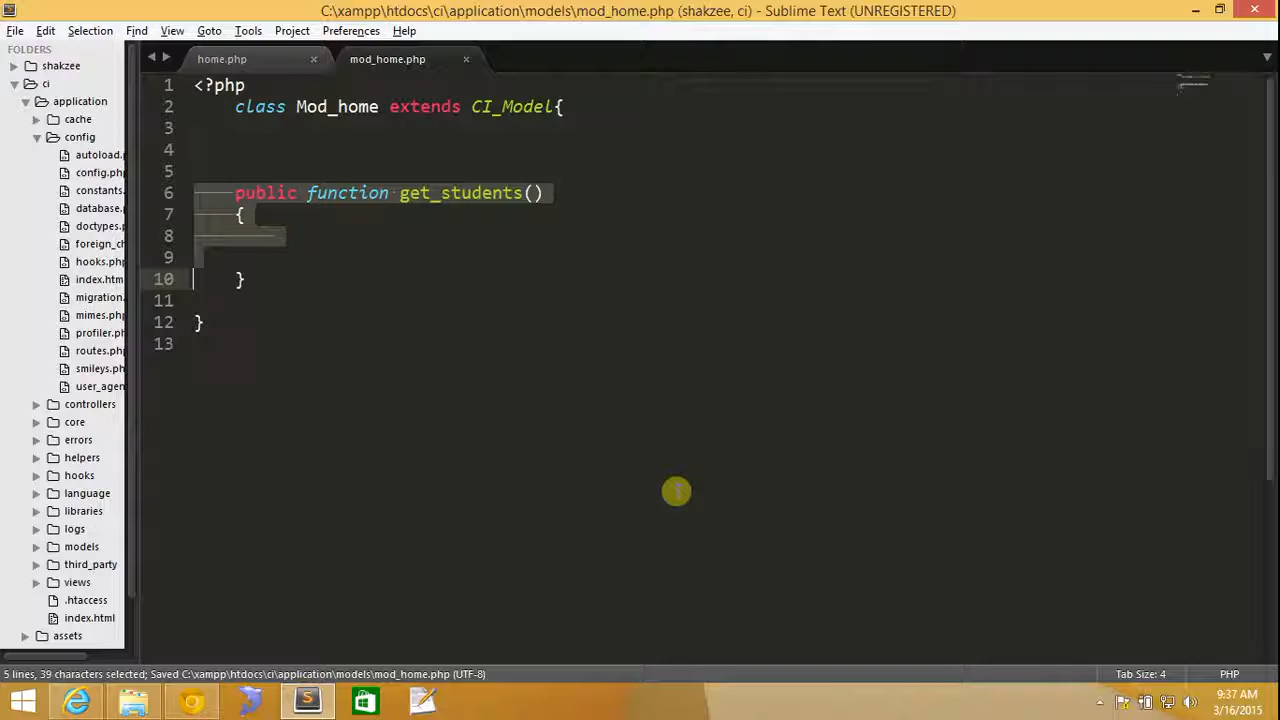 C:\xampp\htdocs\ci\application\models\mod_home.php (shakzee, ci) - Sublime Text (UNREGISTERED)
File Edit Selection Find View Goto Tools Project Preferences Help
FOLDERS
shakzee
ci
application
cache
config
autoload.p
config.php
constants.
database.
doctypes.
foreign_ch
hooks.php
index.htm
migration.
mimes.php
profiler.ph
routes.php
smileys.ph
user_agen
controllers
core
errors
helpers
hooks
language
libraries
logs
models
third_party
views
.htaccess
index.html
assets
home.php × mod_home.php ×
1 <?php
2 class Mod_home extends CI_Model{
3
4
5
6 public function get_students()
7 {
8
9
10 }
11
12 }
13
5 lines, 39 characters selected; Saved C:\xampp\htdocs\ci\application\models\mod_home.php (UTF-8) Tab Size: 4 PHP
9:37 AM
3/16/2015